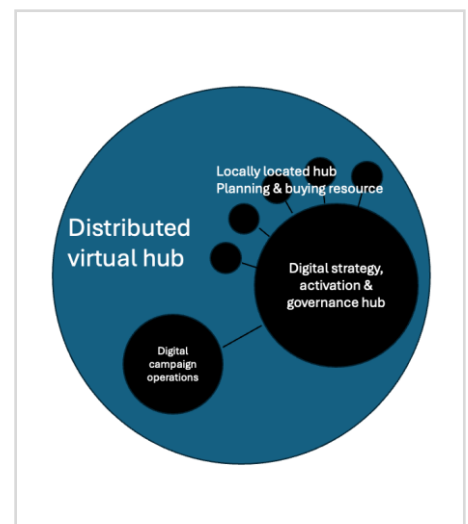 Locally located hub
Planning & buying resource
Distributed
virtual hub
Digital strategy,
activation &
governance hub
Digital
campaign
operations